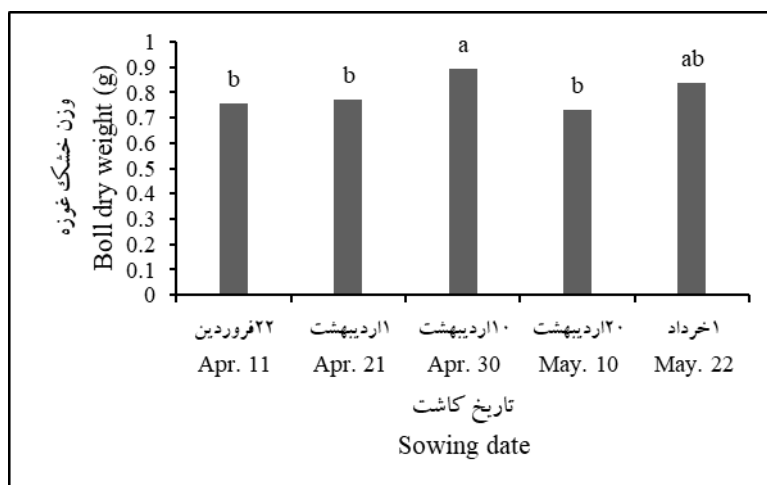 وزن خشک غوزه
Boll dry weight (g)
1
0.9
0.8
0.7
0.6
0.5
0.4
0.3
0.2
0.1
0
b
b
a
b
ab
۲۲فروردین
۱اردیبهشت
۱۰اردیبهشت
۲۰اردیبهشت
۱خرداد
Apr. 11
Apr. 21
Apr. 30
May. 10
May. 22
تاریخ کاشت
Sowing date